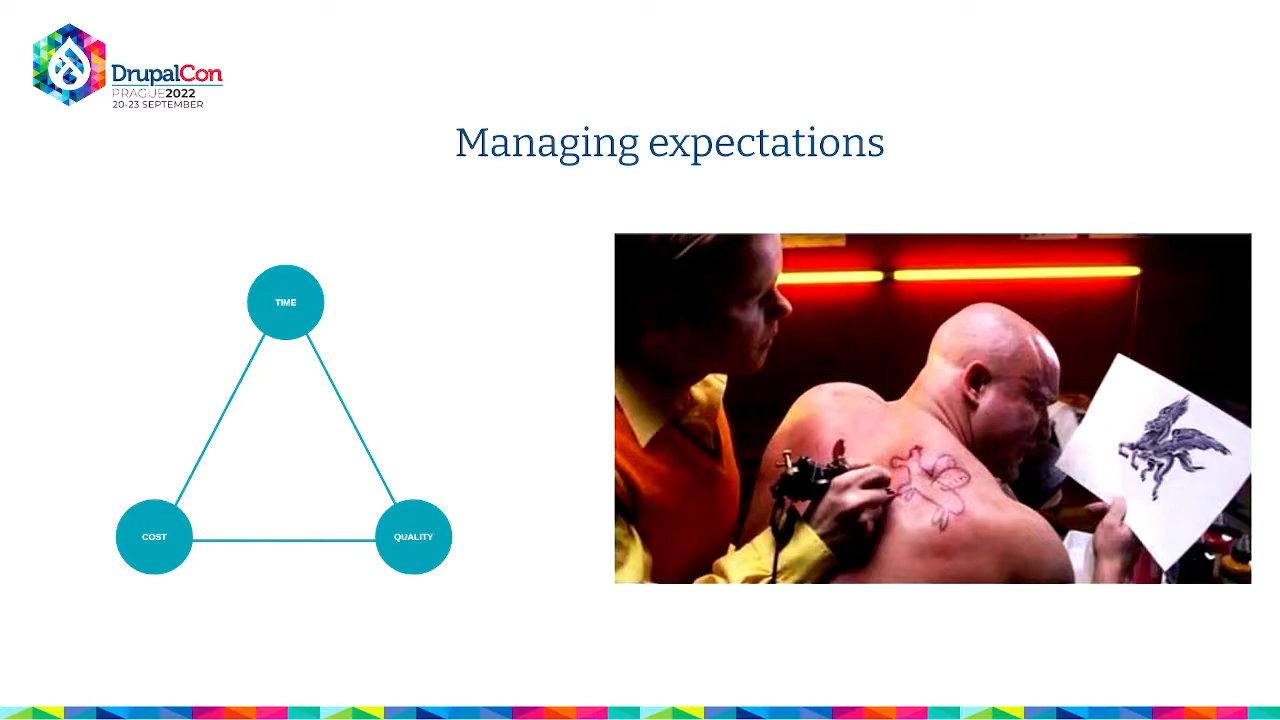 DrupalCon
PRAGUE2022
20-23 SEPTEMBER
Managing expectations
TIME
COST
QUALITY